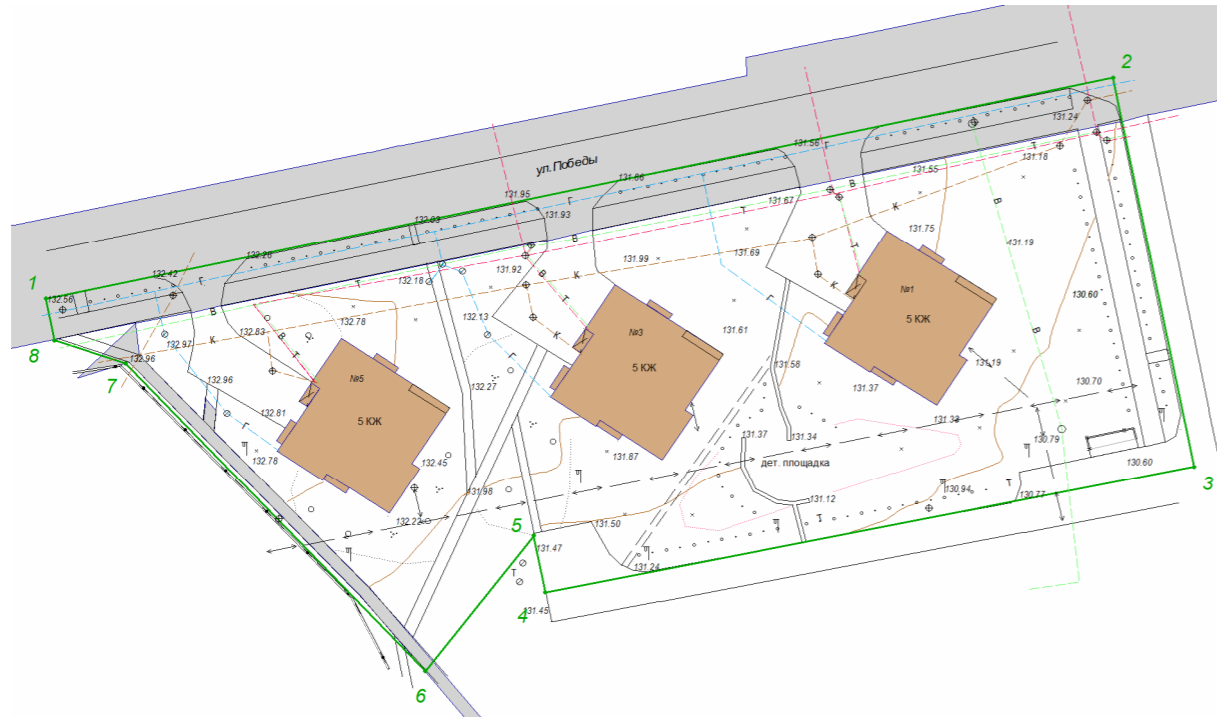 2
131.24
131.18
131.56
Г
Т
ул. Победы
131.55
131.86
В
131.67
В
131.95
Г
К
131.93
132.03
Т
131.75
131.19
131.69
Т
В
132.26
131.99
К
131.92
К
132.42
Т
132.18
1
132.56
В
К
Г
№1
130.60
5 КЖ
В
В
Т
К
132.13
131.61
132.78
132.83
В
Т
№3
8
К
132.97
132.96
Г
131.58
131.19
5 КЖ
7
132.96
№5
132.27
131.37
130.70
132.81
5 КЖ
131.38
Г
131.37
131.34
130.79
132.78
132.45
131.87
дет. площадка
130.60
3
131.98
130.94
Т
130.77
131.12
132.22
131.50
Т
5
131.47
131.24
Т
4
131.45
6